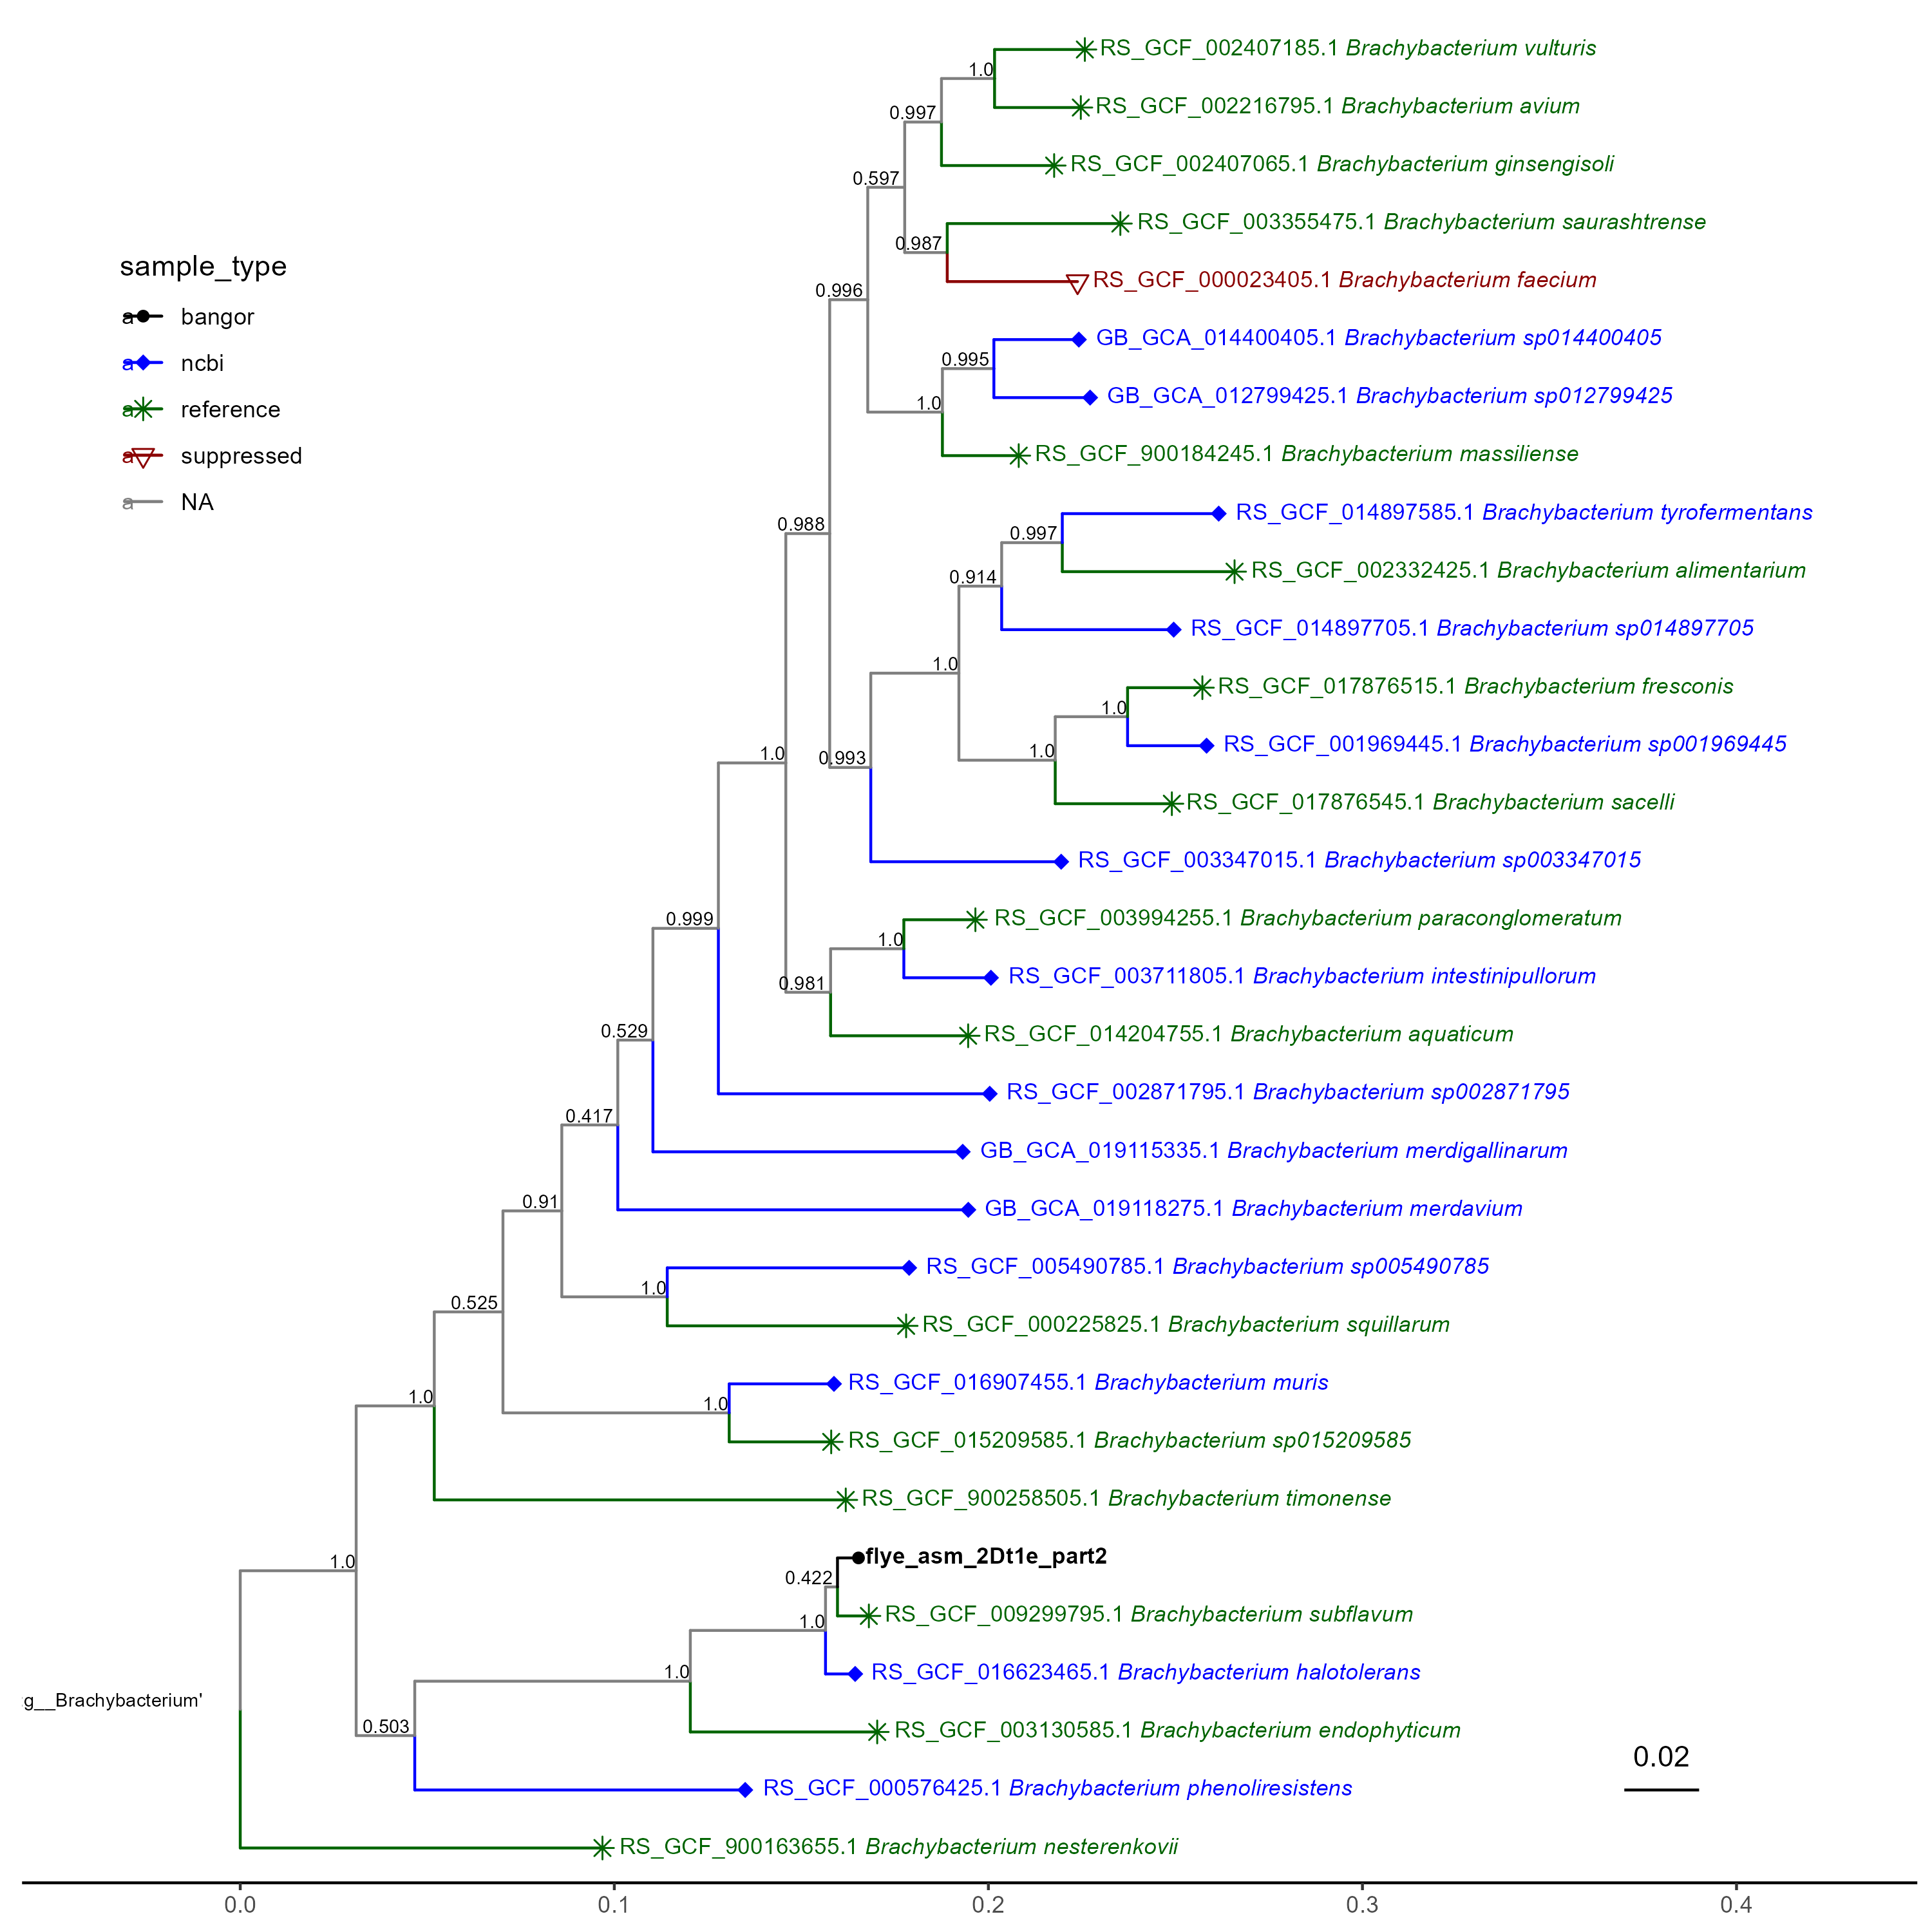 RS_GCF_002407185.1 Brachybacterium vulturis
1.0
RS_GCF_002216795.1 Brachybacterium avium
0.997
RS_GCF_002407065.1 Brachybacterium ginsengisoli
0.597
RS_GCF_003355475.1 Brachybacterium saurashtrense
0.987
RS_GCF_000023405.1 Brachybacterium faecium
sample_type
a bangor
a ncbi
a reference
a suppressed
a NA
0.996
GB_GCA_014400405.1 Brachybacterium sp014400405
0.995
GB_GCA_012799425.1 Brachybacterium sp012799425
1.0
RS_GCF_900184245.1 Brachybacterium massiliense
0.988
RS_GCF_014897585.1 Brachybacterium tyrofermentans
0.997
RS_GCF_002332425.1 Brachybacterium alimentarium
0.914
RS_GCF_014897705.1 Brachybacterium sp014897705
1.0
RS_GCF_017876515.1 Brachybacterium fresconis
1.0
RS_GCF_001969445.1 Brachybacterium sp001969445
1.0
0.993
1.0
RS_GCF_017876545.1 Brachybacterium sacelli
RS_GCF_003347015.1 Brachybacterium sp003347015
0.999
RS_GCF_003994255.1 Brachybacterium paraconglomeratum
1.0
RS_GCF_003711805.1 Brachybacterium intestinipullorum
0.981
RS_GCF_014204755.1 Brachybacterium aquaticum
0.529
RS_GCF_002871795.1 Brachybacterium sp002871795
0.417
GB_GCA_019115335.1 Brachybacterium merdigallinarum
0.91
GB_GCA_019118275.1 Brachybacterium merdavium
RS_GCF_005490785.1 Brachybacterium sp005490785
1.0
0.525
RS_GCF_000225825.1 Brachybacterium squillarum
RS_GCF_016907455.1 Brachybacterium muris
1.0
1.0
RS_GCF_015209585.1 Brachybacterium sp015209585
RS_GCF_900258505.1 Brachybacterium timonense
1.0
flye_asm_2Dt1e_part2
0.422
RS_GCF_009299795.1 Brachybacterium subflavum
1.0
RS_GCF_016623465.1 Brachybacterium halotolerans
1.0
g__Brachybacterium'
0.503
RS_GCF_003130585.1 Brachybacterium endophyticum
0.02
RS_GCF_000576425.1 Brachybacterium phenoliresistens
RS_GCF_900163655.1 Brachybacterium nesterenkovii
0.0 0.1 0.2 0.3 0.4